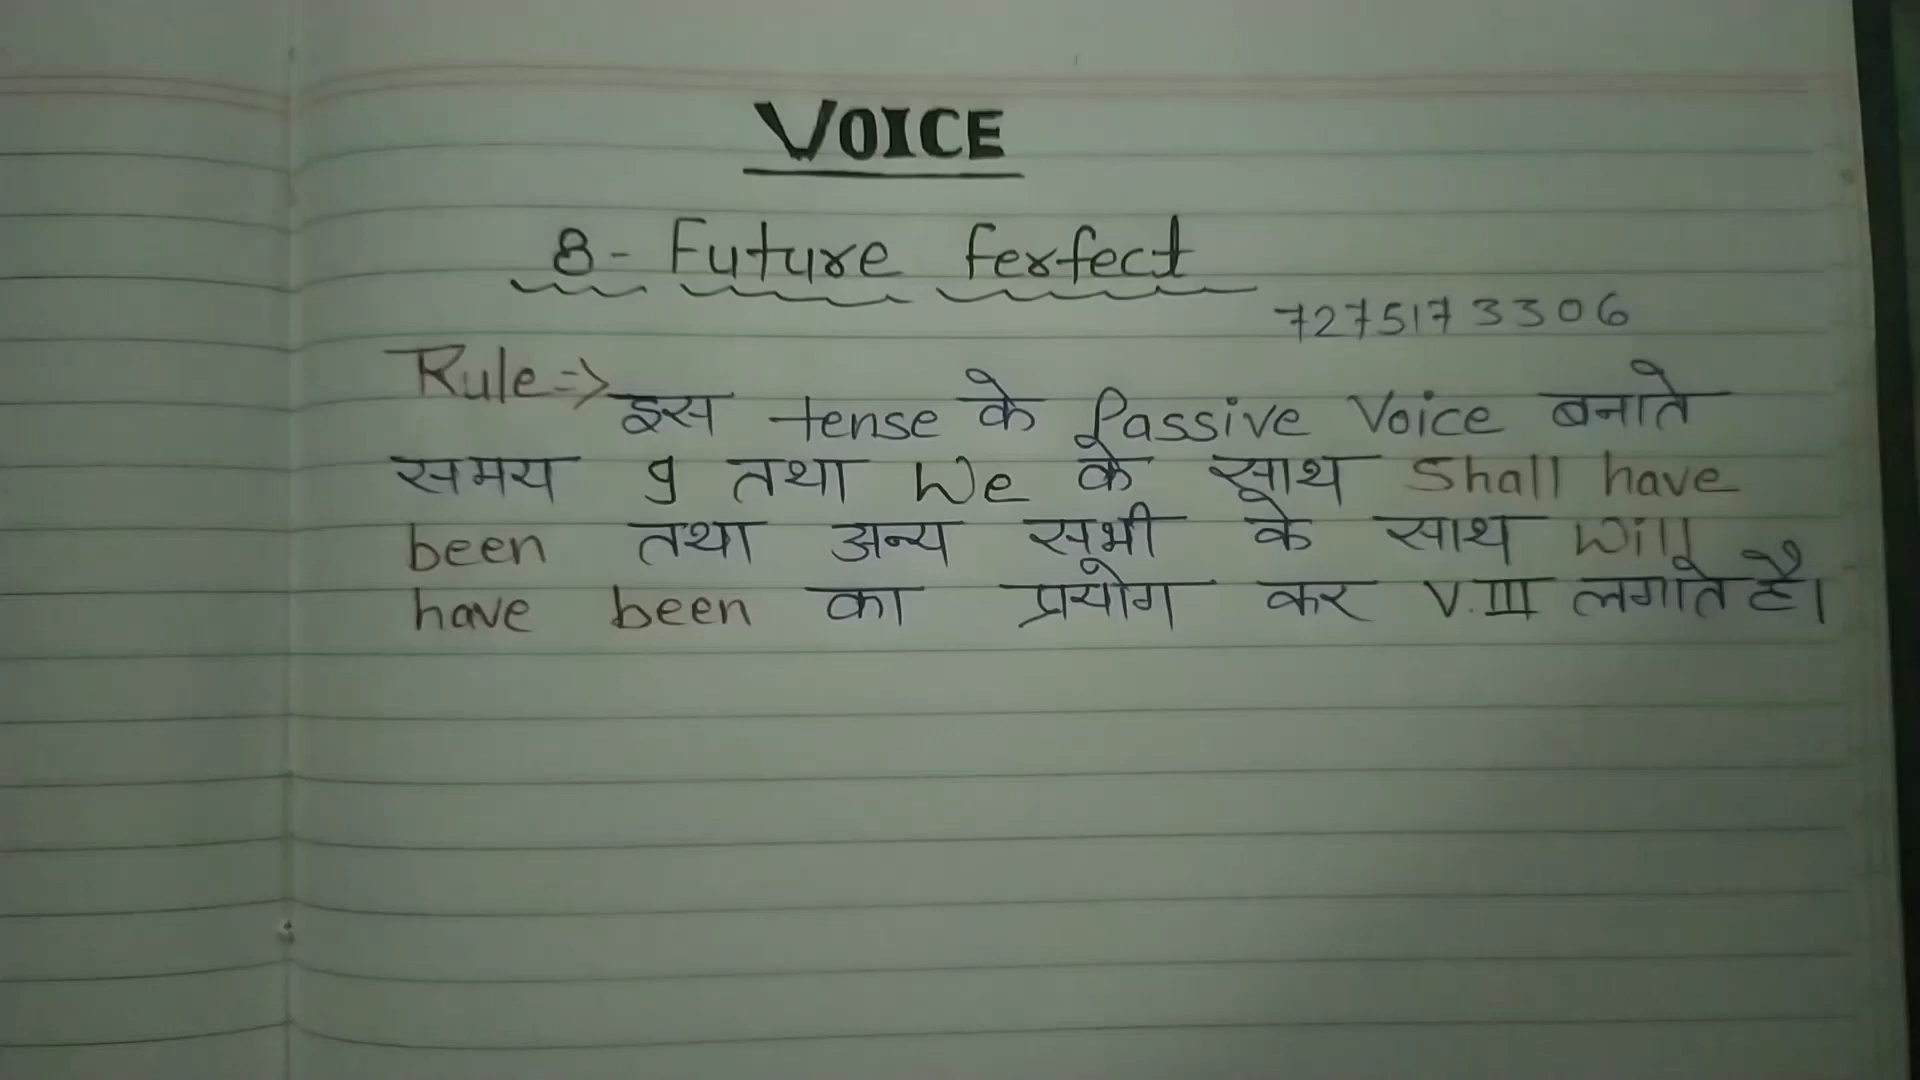 VOICE
8- Future Perfect
7275173306
Rule=> इस tense के Passive Voice बनाते
समय I तथा We के साथ Shall have
been तथा अन्य सभी के साथ Will
have been का प्रयोग कर V.III लगाते है।